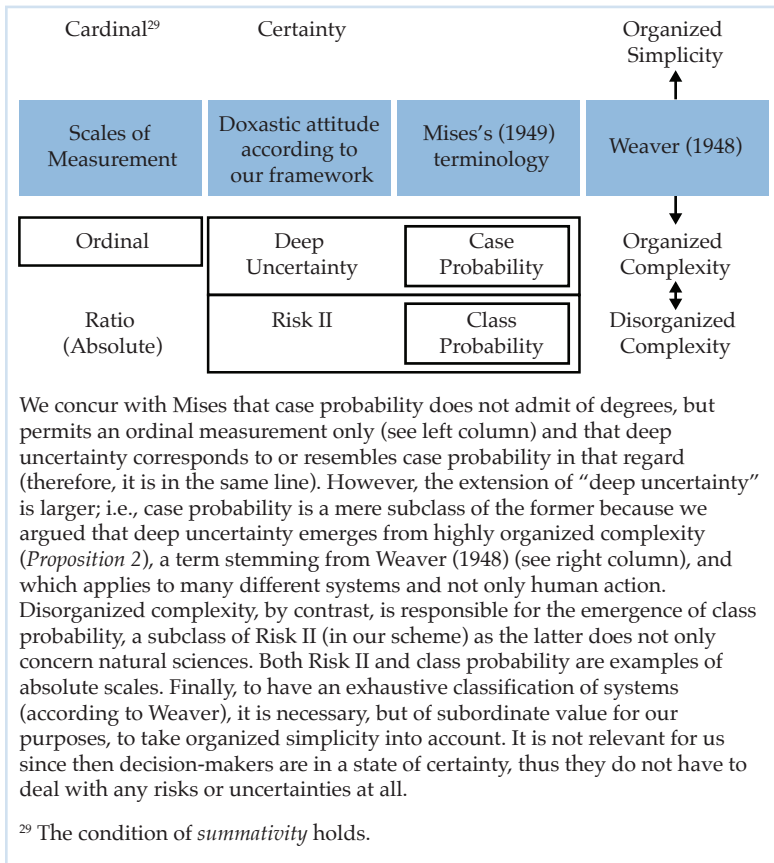 Cardinal²⁹ Certainty Organized
Simplicity
Scales of
Measurement
Doxastic attitude
according to
our framework
Mises's (1949)
terminology
Weaver (1948)
Ordinal
Deep
Uncertainty
Case
Probability
Organized
Complexity
Ratio
(Absolute)
Risk II
Class
Probability
Disorganized
Complexity
We concur with Mises that case probability does not admit of degrees, but
permits an ordinal measurement only (see left column) and that deep
uncertainty corresponds to or resembles case probability in that regard
(therefore, it is in the same line). However, the extension of “deep uncertainty”
is larger; i.e., case probability is a mere subclass of the former because we
argued that deep uncertainty emerges from highly organized complexity
(Proposition 2), a term stemming from Weaver (1948) (see right column), and
which applies to many different systems and not only human action.
Disorganized complexity, by contrast, is responsible for the emergence of class
probability, a subclass of Risk II (in our scheme) as the latter does not only
concern natural sciences. Both Risk II and class probability are examples of
absolute scales. Finally, to have an exhaustive classification of systems
(according to Weaver), it is necessary, but of subordinate value for our
purposes, to take organized simplicity into account. It is not relevant for us
since then decision-makers are in a state of certainty, thus they do not have to
deal with any risks or uncertainties at all.
²⁹ The condition of summativity holds.